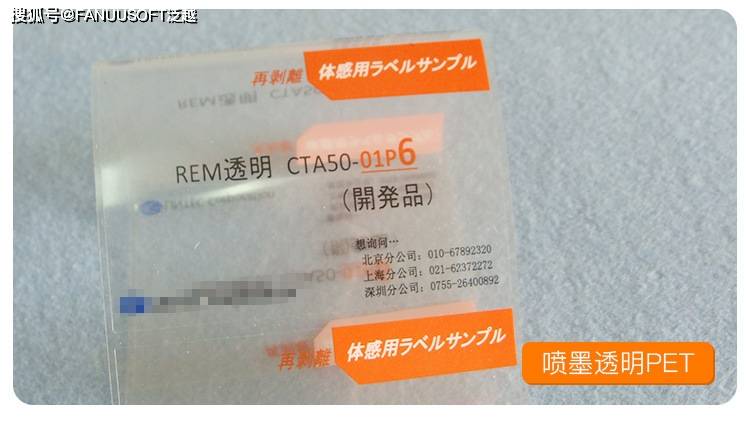 搜狐号@FANUUSOFT泛越
再剥離 体感用ラベルサンプル
REM透明 CTA50-01P6
(開発品)
想询问…
北京分公司：010-67892320
上海分公司：021-62372272
深圳分公司：0755-26400892
再剥離 体感用ラベルサンプル
喷墨透明PET